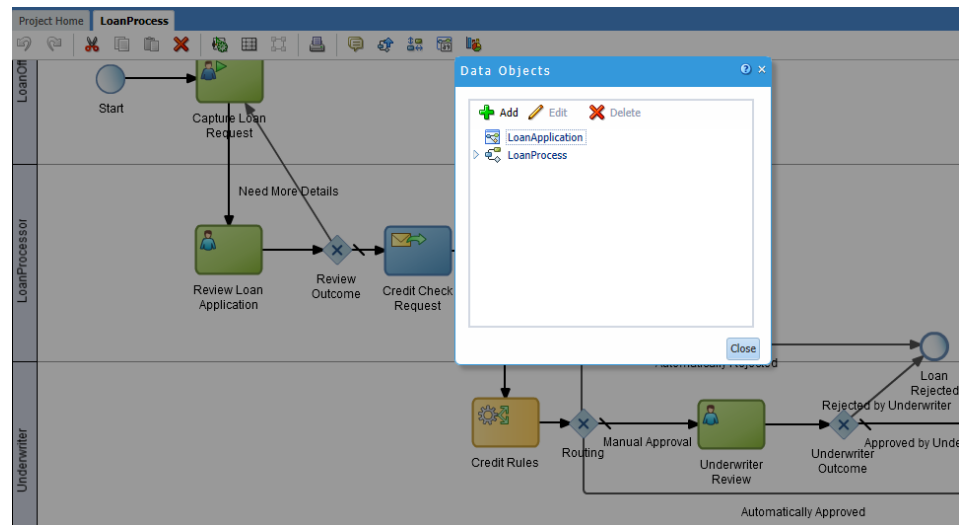 Project Home
LoanProcess
Data Objects
Add
Edit
Delete
LoanApplication
LoanProcess
Close
Start
Capture Loan
Request
Need More Details
LoanProcessor
Review Loan
Application
Review
Outcome
Credit Check
Request
Underwriter
Credit Rules
Routing
Manual Approval
Underwriter
Review
Underwriter
Outcome
Loan
Rejected
Rejected by Underwriter
Approved by Unde
Automatically Rejected
Automatically Approved
LoanOff